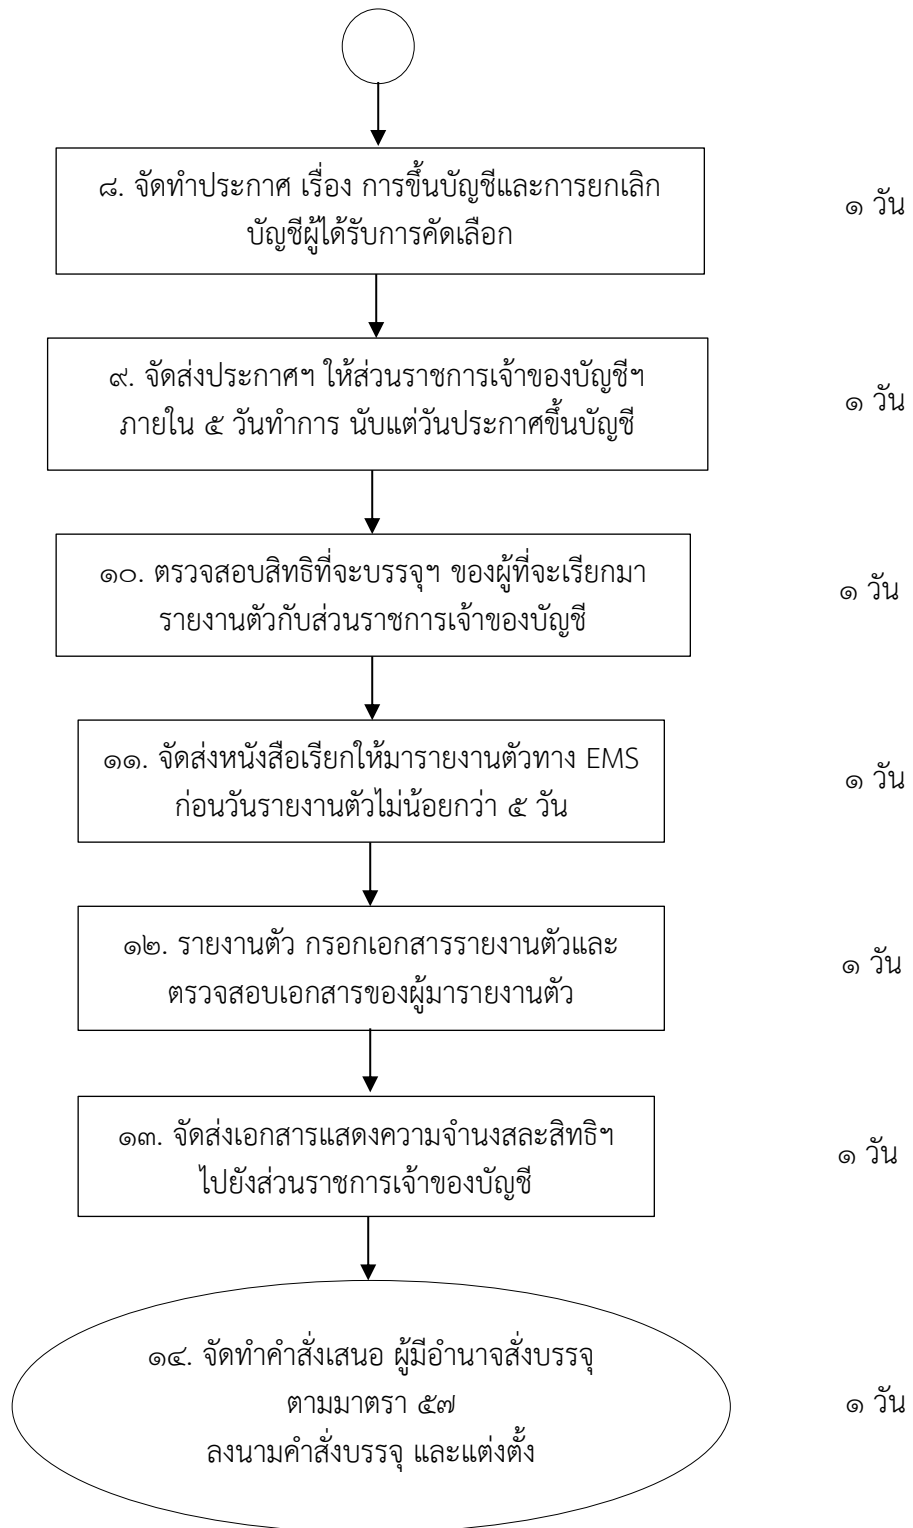 ๘. จัดทำประกาศ เรื่อง การขึ้นบัญชีและการยกเลิก
บัญชีผู้ได้รับการคัดเลือก
๑ วัน
๙. จัดส่งประกาศฯ ให้ส่วนราชการเจ้าของบัญชีฯ
ภายใน ๕ วันทำการ นับแต่วันประกาศขึ้นบัญชี
๑ วัน
๑๐. ตรวจสอบสิทธิที่จะบรรจุฯ ของผู้ที่จะเรียกมา
รายงานตัวกับส่วนราชการเจ้าของบัญชี
๑ วัน
๑๑. จัดส่งหนังสือเรียกให้มารายงานตัวทาง EMS
ก่อนวันรายงานตัวไม่น้อยกว่า ๕ วัน
๑ วัน
๑๒. รายงานตัว กรอกเอกสารรายงานตัวและ
ตรวจสอบเอกสารของผู้มารายงานตัว
๑ วัน
๑๓. จัดส่งเอกสารแสดงความจำนงสละสิทธิฯ
ไปยังส่วนราชการเจ้าของบัญชี
๑ วัน
๑๔. จัดทำคำสั่งเสนอ ผู้มีอำนาจสั่งบรรจุ
ตามมาตรา ๕๗
ลงนามคำสั่งบรรจุ และแต่งตั้ง
๑ วัน